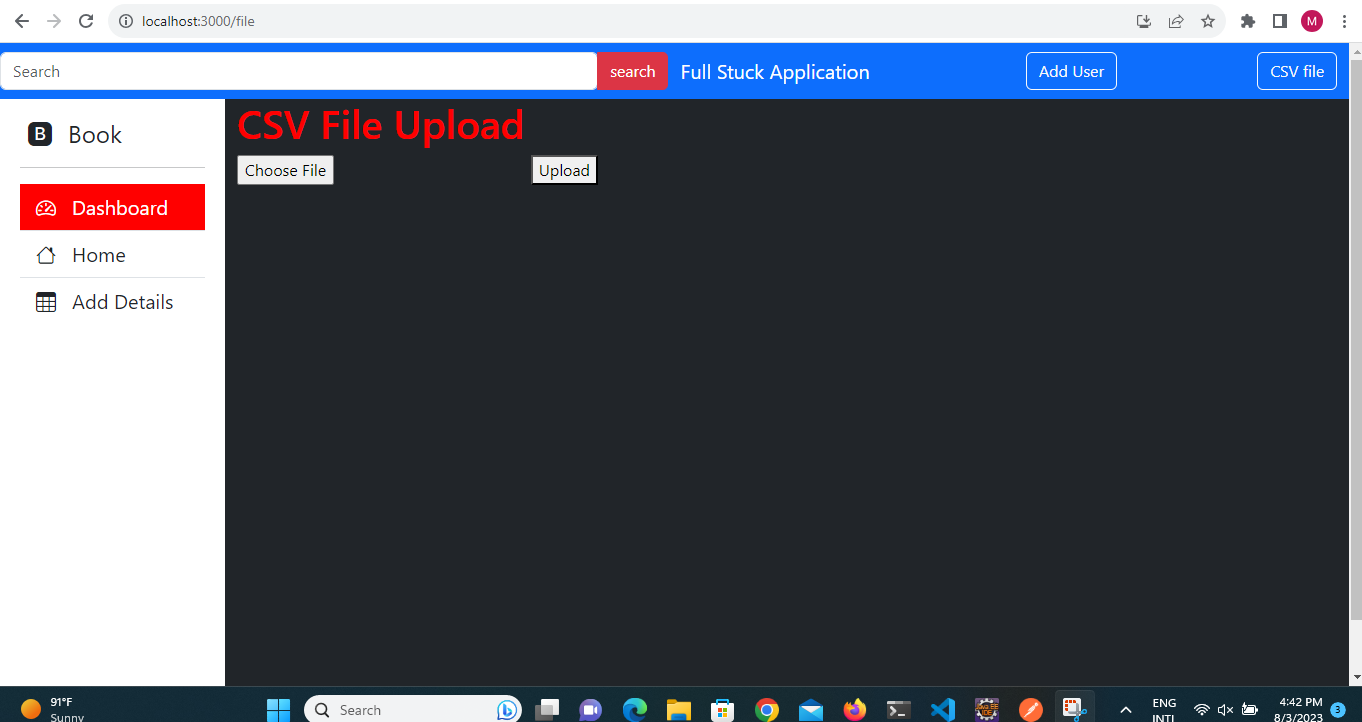 localhost:3000/file
M
Search
search
Full Stuck Application
Add User
CSV file
B
Book
CSV File Upload
Choose File
Upload
Dashboard
Home
Add Details
91°F
Sunny
Search
ENG
INTL
4:42 PM
8/3/2023
3